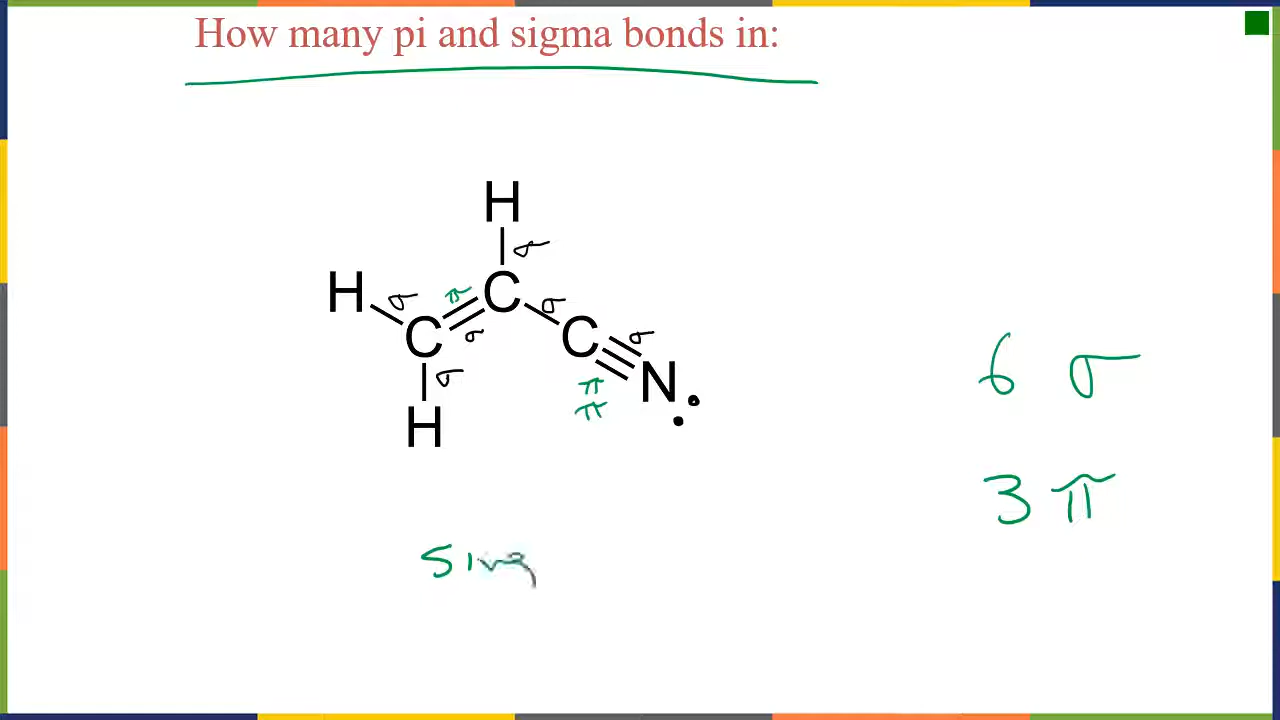 How many pi and sigma bonds in:
H
σ
H σ π C σ
C σ C σ
σ π N
π
H
6 σ
3 π